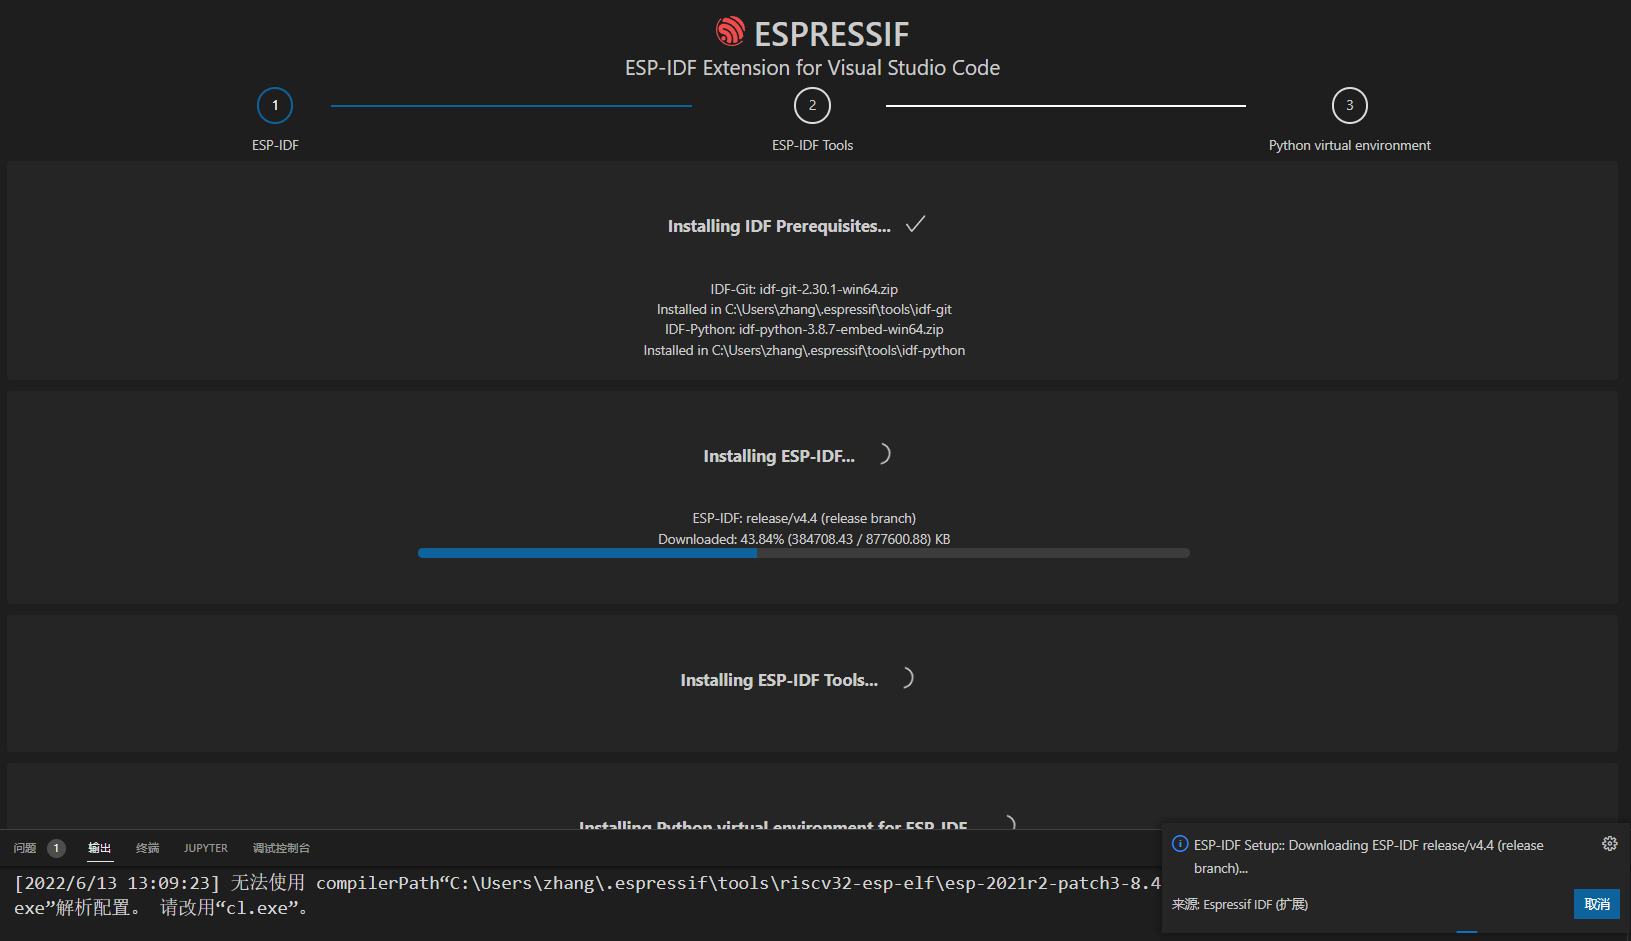 ESPRESSIF
ESP-IDF Extension for Visual Studio Code
1
2
3
ESP-IDF
ESP-IDF Tools
Python virtual environment
Installing IDF Prerequisites...
IDF-Git: idf-git-2.30.1-win64.zip
Installed in C:\Users\zhang\.espressif\tools\idf-git
IDF-Python: idf-python-3.8.7-embed-win64.zip
Installed in C:\Users\zhang\.espressif\tools\idf-python
Installing ESP-IDF...
ESP-IDF: release/v4.4 (release branch)
Downloaded: 43.84% (384708.43 / 877600.88) KB
Installing ESP-IDF Tools...
Installing Python virtual environment for ESP-IDF
问题 1 输出 终端 JUPYTER 调试控制台
[2022/6/13 13:09:23] 无法使用 compilerPath“C:\Users\zhang\.espressif\tools\riscv32-esp-elf\esp-2021r2-patch3-8.4
exe”解析配置。 请改用“cl.exe”。
ESP-IDF Setup:: Downloading ESP-IDF release/v4.4 (release
branch)...
来源: Espressif IDF (扩展)
取消